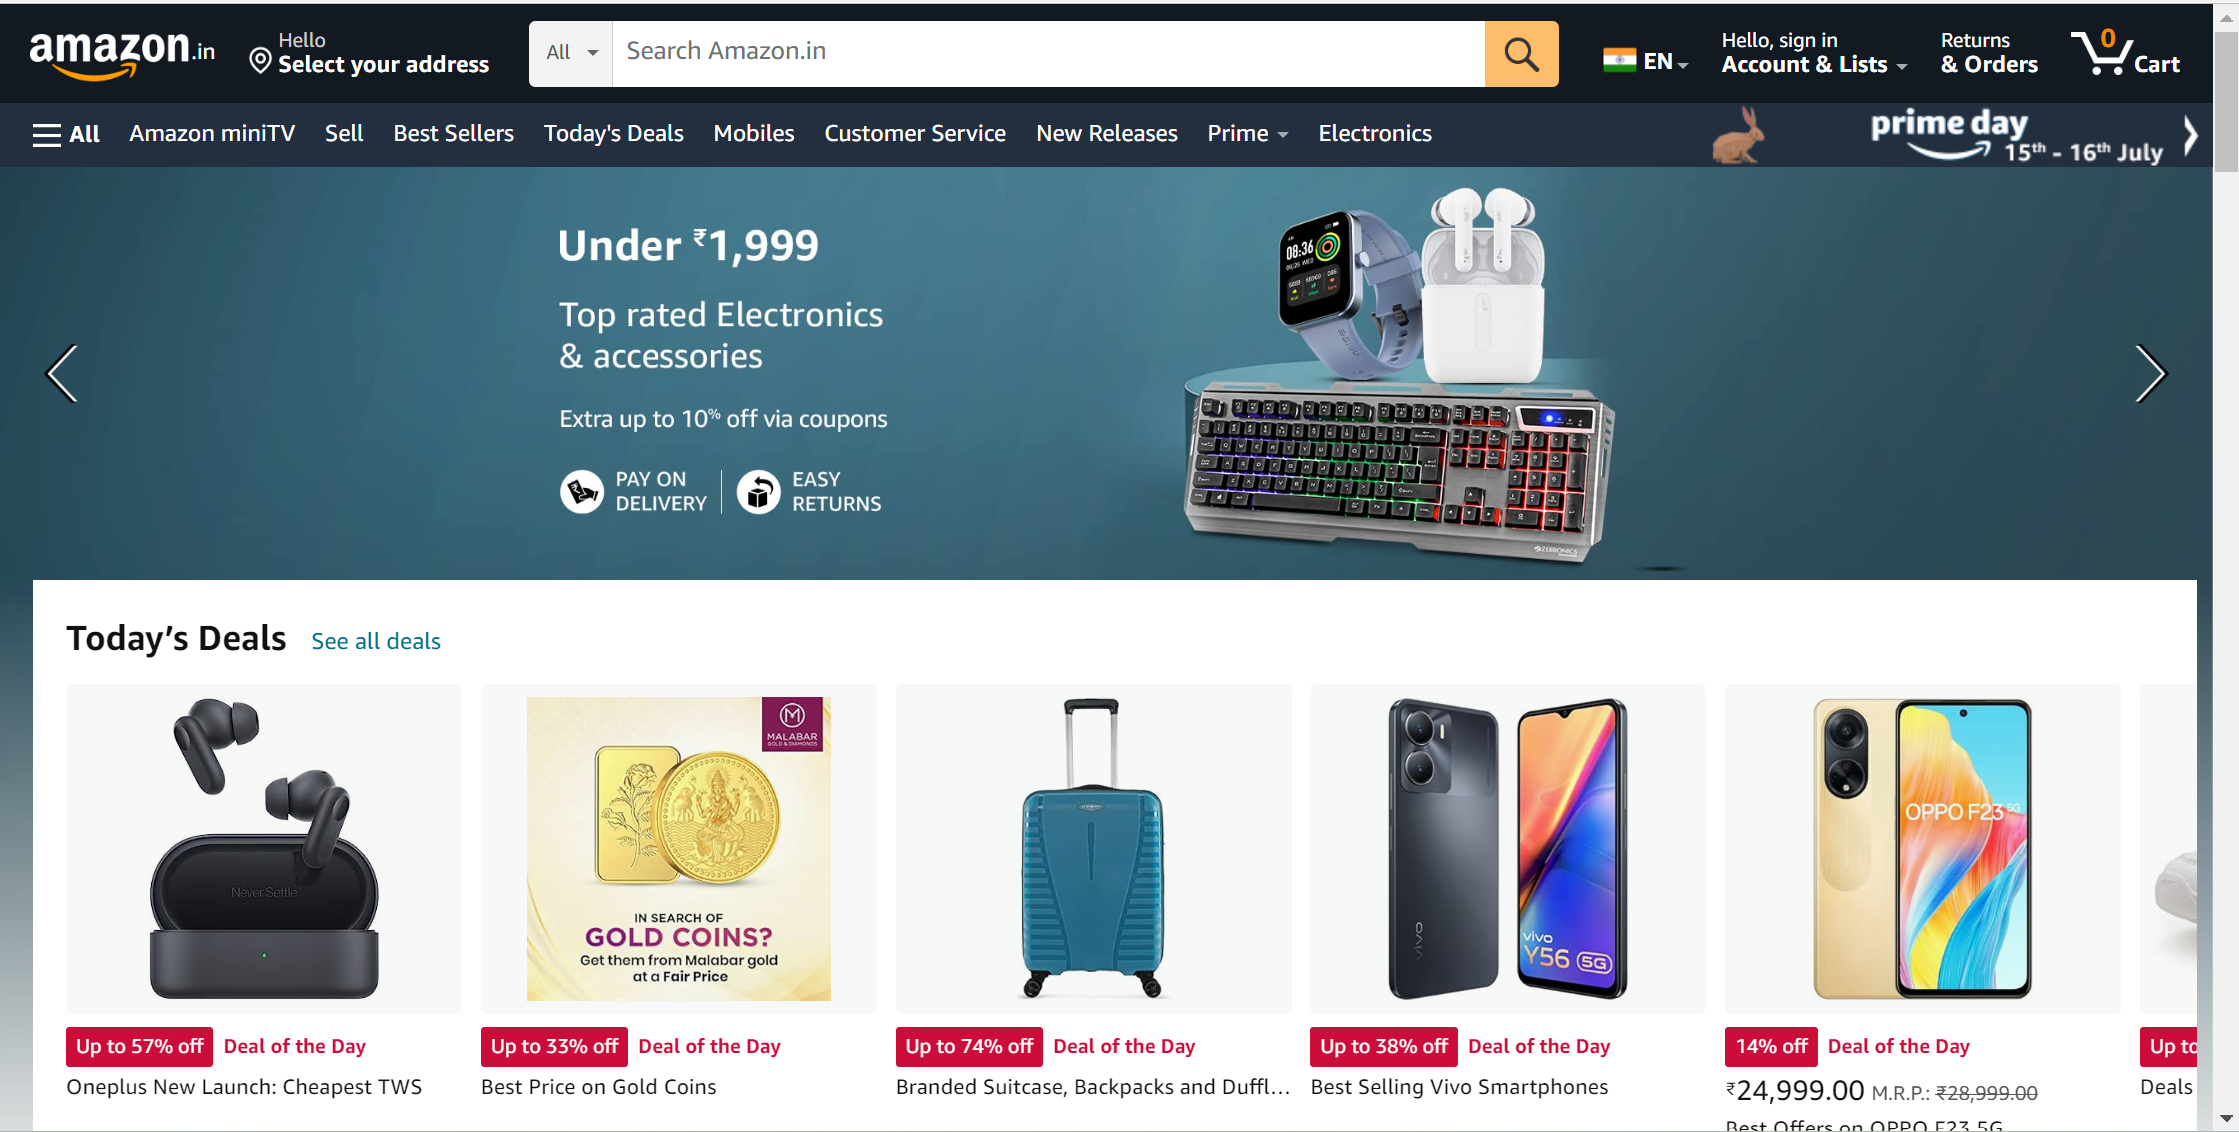 amazon.in
Hello
Select your address
All
Search Amazon.in
EN
Hello, sign in
Account & Lists
Returns
& Orders
0
Cart
All
Amazon miniTV
Sell
Best Sellers
Today's Deals
Mobiles
Customer Service
New Releases
Prime
Electronics
prime day
15th - 16th July
Under ₹1,999
Top rated Electronics
& accessories
Extra up to 10% off via coupons
PAY ON
DELIVERY
EASY
RETURNS
08:36
ZEBRONICS
Today's Deals
See all deals
Never Settle
MALABAR
GOLD & DIAMONDS
IN SEARCH OF
GOLD COINS?
Get them from Malabar gold
at a Fair Price
vivo
vivo
Y56 5G
OPPO F23 5G
Up to 57% off
Deal of the Day
Oneplus New Launch: Cheapest TWS
Up to 33% off
Deal of the Day
Best Price on Gold Coins
Up to 74% off
Deal of the Day
Branded Suitcase, Backpacks and Duffl...
Up to 38% off
Deal of the Day
Best Selling Vivo Smartphones
14% off
Deal of the Day
₹24,999.00 M.R.P.: ₹28,999.00
Best Offers on OPPO F23 5G
Up to
Deals